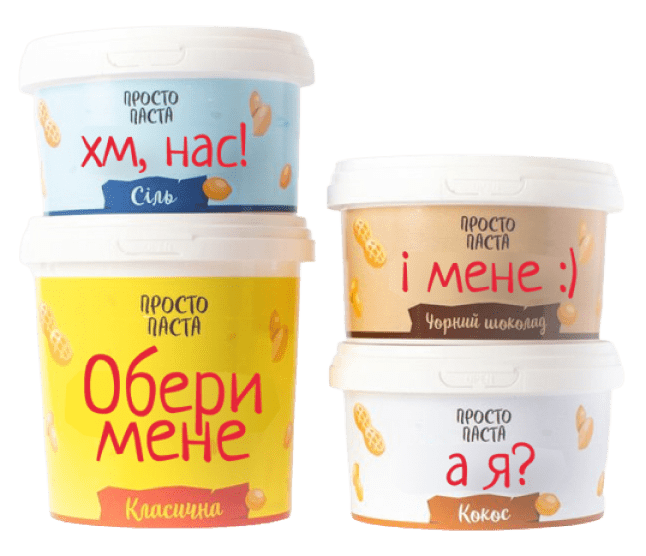 ПРОСТО
ПАСТА
хм, нас!
Сіль
ПРОСТО
ПАСТА
Обери
мене
Класична
ПРОСТО
ПАСТА
і мене :)
Чорний шоколад
ПРОСТО
ПАСТА
а я?
Кокос